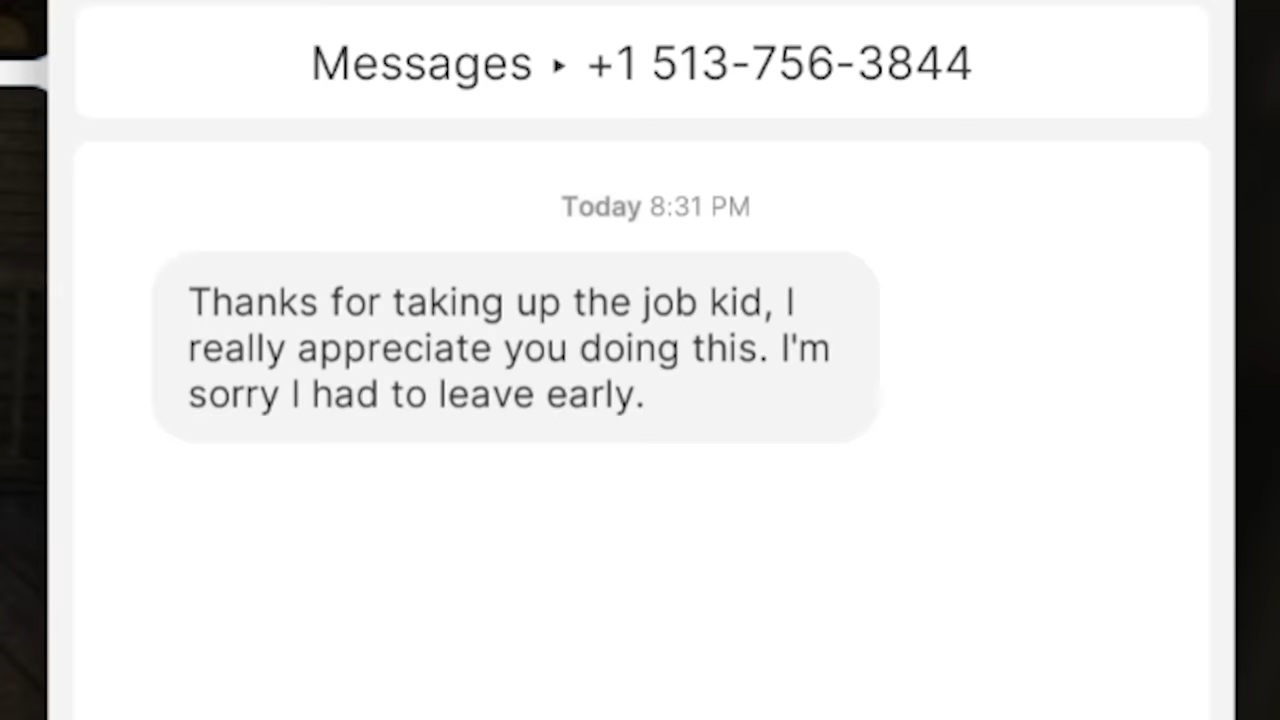 Messages ‣ +1 513-756-3844
Today 8:31 PM
Thanks for taking up the job kid, I
really appreciate you doing this. I'm
sorry I had to leave early.